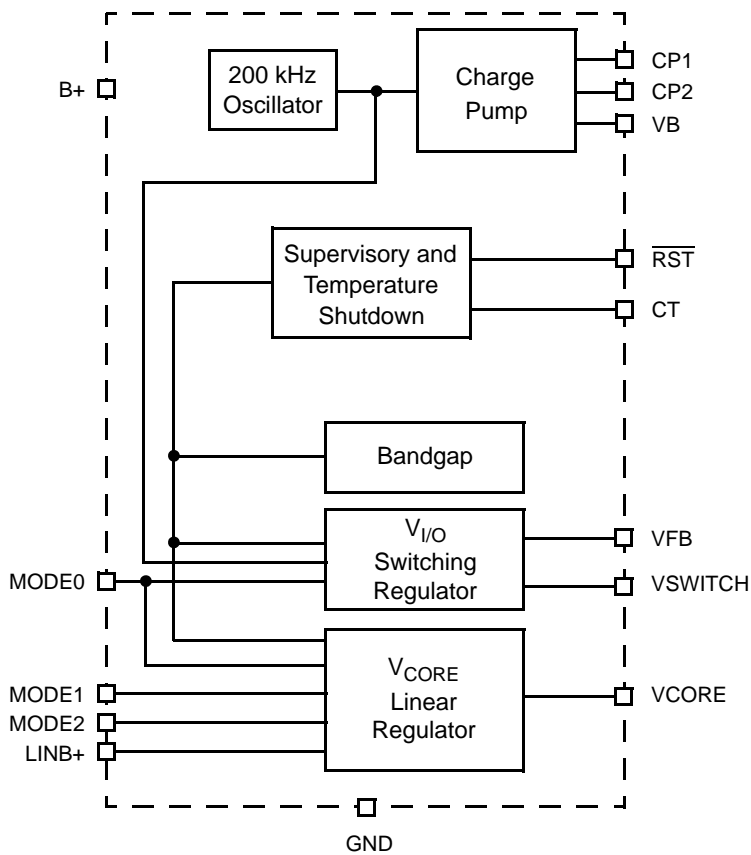 B+
200 kHz
Oscillator
Charge
Pump
CP1
CP2
VB
Supervisory and
Temperature
Shutdown
RST
CT
Bandgap
VI/O
Switching
Regulator
VFB
VSWITCH
MODE0
VCORE
Linear
Regulator
VCORE
MODE1
MODE2
LINB+
GND